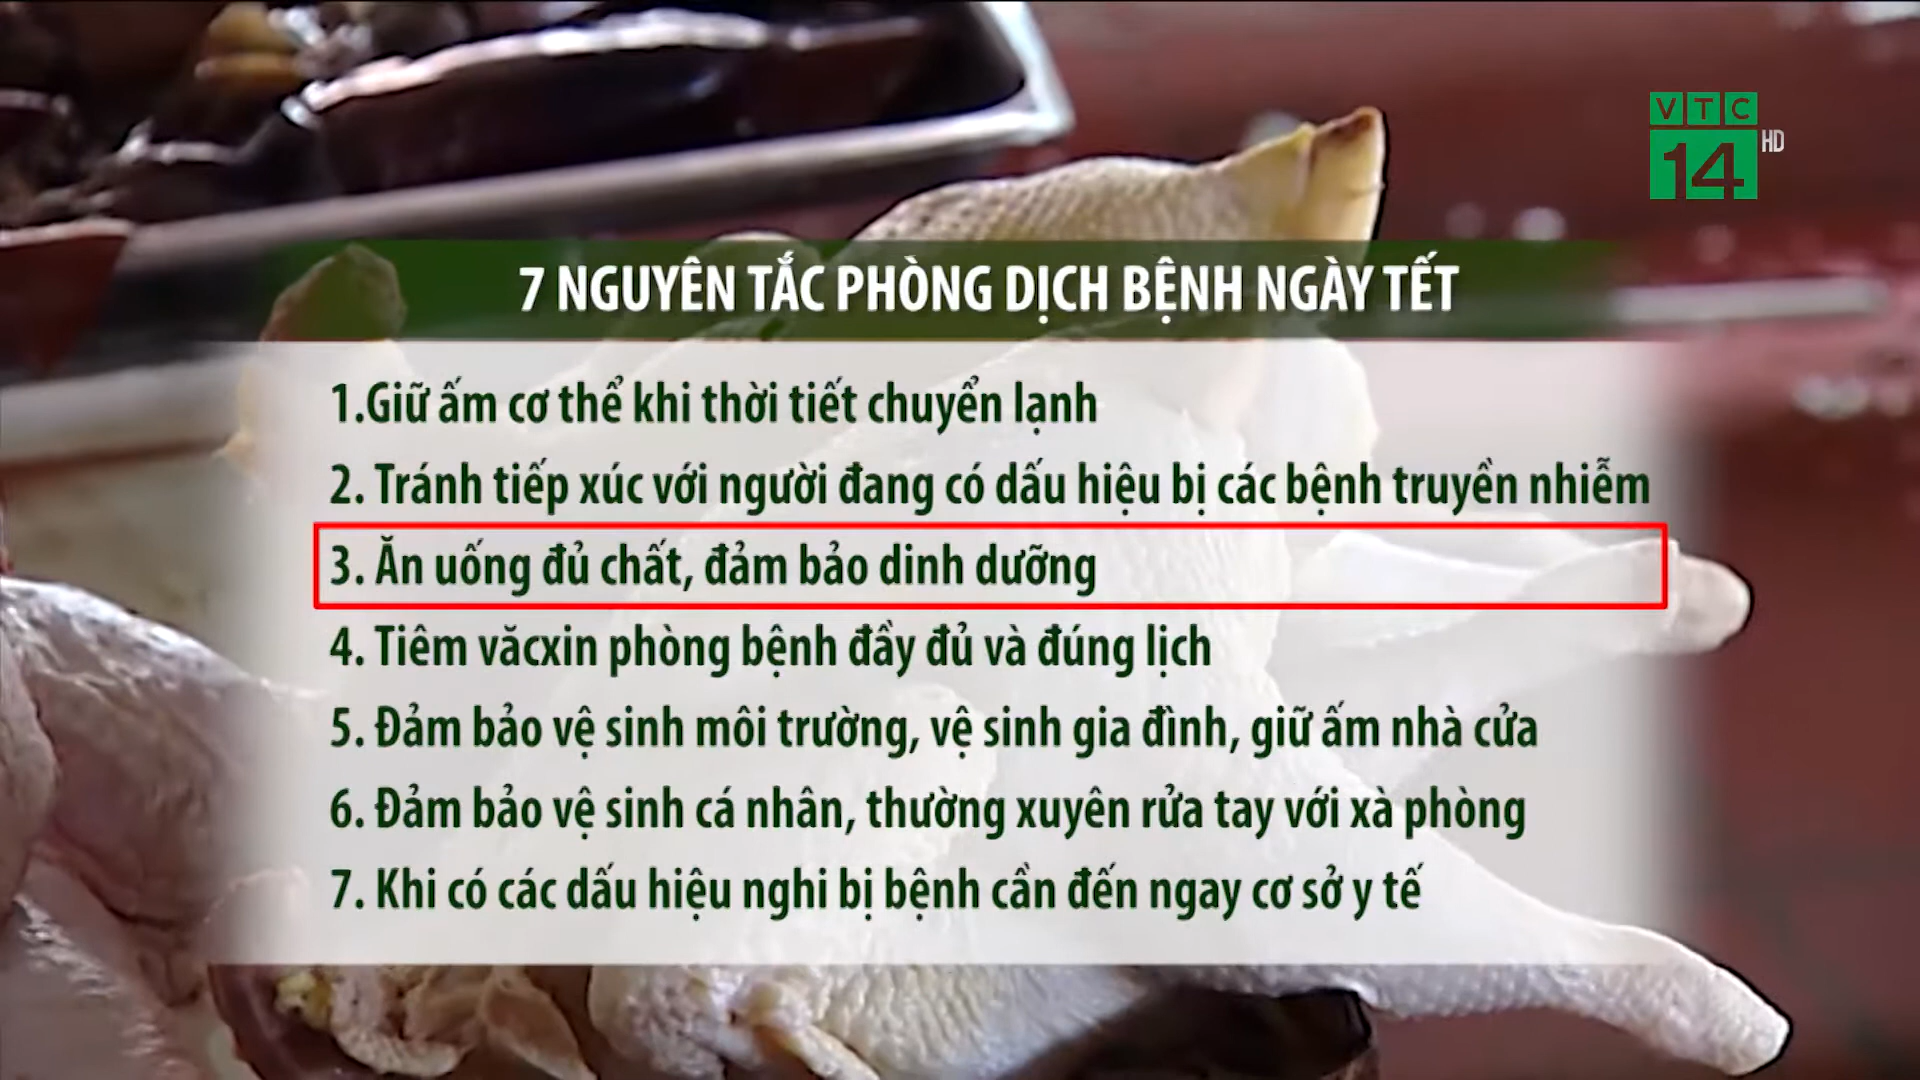 VTC
14 HD
7 NGUYÊN TẮC PHÒNG DỊCH BỆNH NGÀY TẾT
1.Giữ ấm cơ thể khi thời tiết chuyển lạnh
2. Tránh tiếp xúc với người đang có dấu hiệu bị các bệnh truyền nhiễm
3. Ăn uống đủ chất, đảm bảo dinh dưỡng
4. Tiêm văcxin phòng bệnh đầy đủ và đúng lịch
5. Đảm bảo vệ sinh môi trường, vệ sinh gia đình, giữ ấm nhà cửa
6. Đảm bảo vệ sinh cá nhân, thường xuyên rửa tay với xà phòng
7. Khi có các dấu hiệu nghi bị bệnh cần đến ngay cơ sở y tế